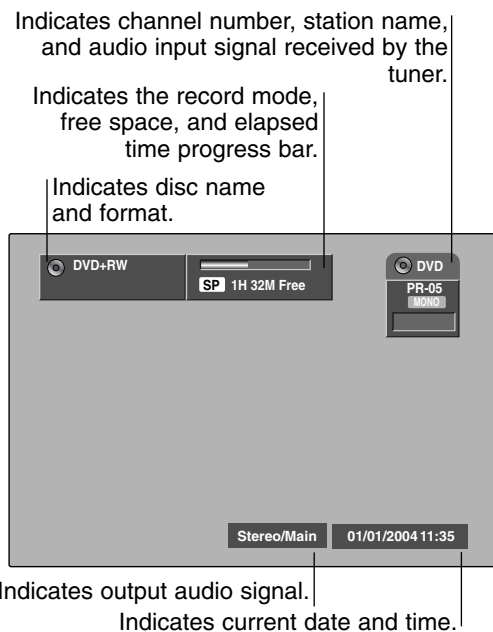 Indicates channel number, station name,
and audio input signal received by the
tuner.
Indicates the record mode,
free space, and elapsed
time progress bar.
Indicates disc name
and format.
DVD+RW
SP 1H 32M Free
DVD
PR-05
MONO
Stereo/Main
01/01/2004 11:35
Indicates output audio signal.
Indicates current date and time.